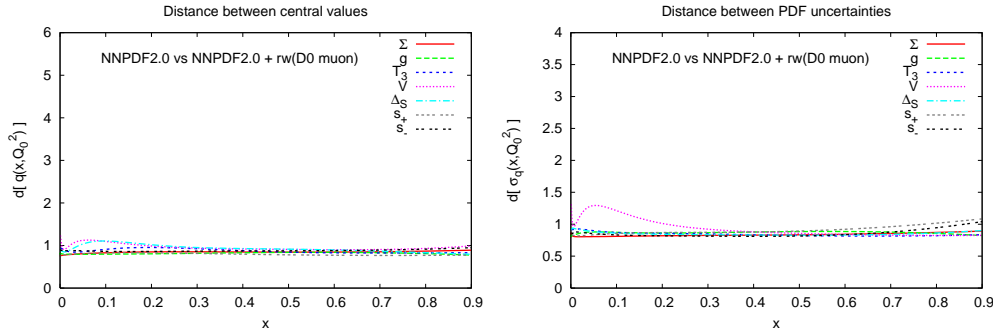 Distance between central values
6
5
4
3
2
1
0
d[ q(x,Q₀²) ]
NNPDF2.0 vs NNPDF2.0 + rw(D0 muon)
Σ
g
T₃
V
Δ_S
s₊
s₋
0 0.1 0.2 0.3 0.4 0.5 0.6 0.7 0.8 0.9
x
Distance between PDF uncertainties
4
3.5
3
2.5
2
1.5
1
0.5
0
d[ σ_q(x,Q₀²) ]
NNPDF2.0 vs NNPDF2.0 + rw(D0 muon)
Σ
g
T₃
V
Δ_S
s₊
s₋
0 0.1 0.2 0.3 0.4 0.5 0.6 0.7 0.8 0.9
x